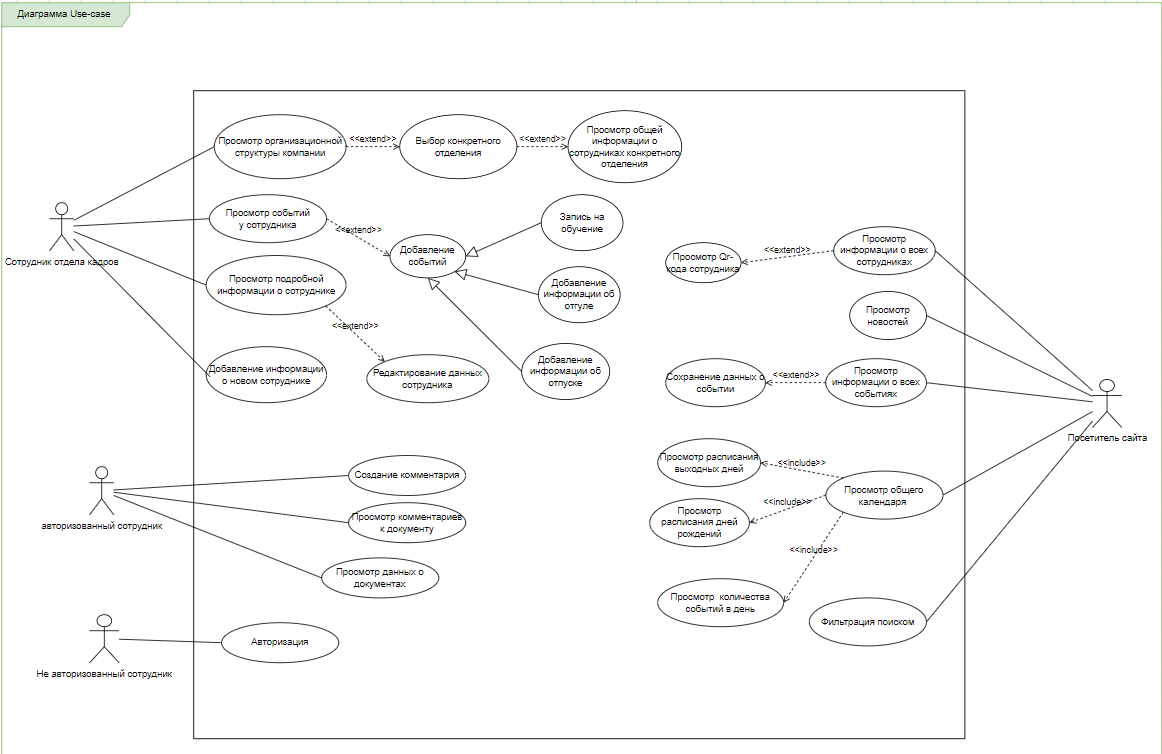 Диаграмма Use-case
Просмотр организационной
структуры компании
<<extend>>
Выбор конкретного
отделения
<<extend>>
Просмотр общей
информации о
сотрудниках конкретного
отделения
Сотрудник отдела кадров
Просмотр событий
у сотрудника
<<extend>>
Добавление
событий
Запись на
обучение
Просмотр подробной
информации о сотруднике
<<extend>>
Добавление
информации об
отгуле
Добавление информации
о новом сотруднике
Редактирование данных
сотрудника
Добавление
информации об
отпуске
Просмотр Qr-
кода сотрудника
<<extend>>
Просмотр
информации о всех
сотрудниках
Просмотр
новостей
Сохранение данных о
событии
<<extend>>
Просмотр
информации о всех
событиях
Посетитель сайта
Просмотр расписания
выходных дней
<<include>>
Просмотр общего
календаря
Просмотр
расписания дней
рождений
<<include>>
<<include>>
Просмотр количества
событий в день
Фильтрация поиском
авторизованный сотрудник
Создание комментария
Просмотр комментариев
к документу
Просмотр данных о
документах
Не авторизованный сотрудник
Авторизация